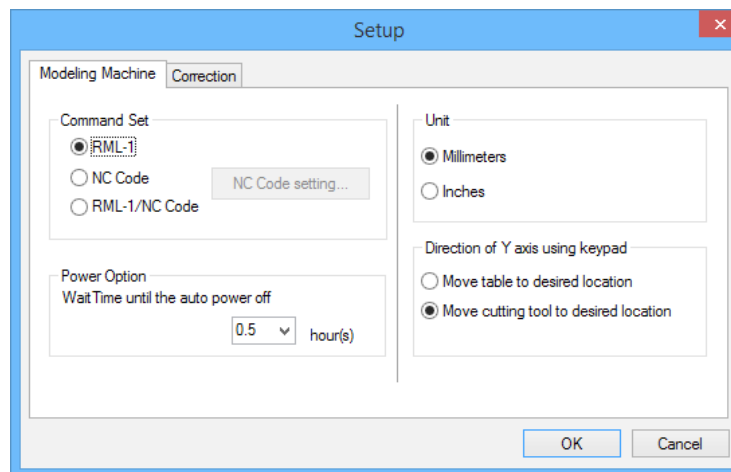 Setup
Modeling Machine
Correction
Command Set
RML-1
NC Code
NC Code setting...
RML-1/NC Code
Power Option
Wait Time until the auto power off
0.5
hour(s)
Unit
Millimeters
Inches
Direction of Y axis using keypad
Move table to desired location
Move cutting tool to desired location
OK
Cancel